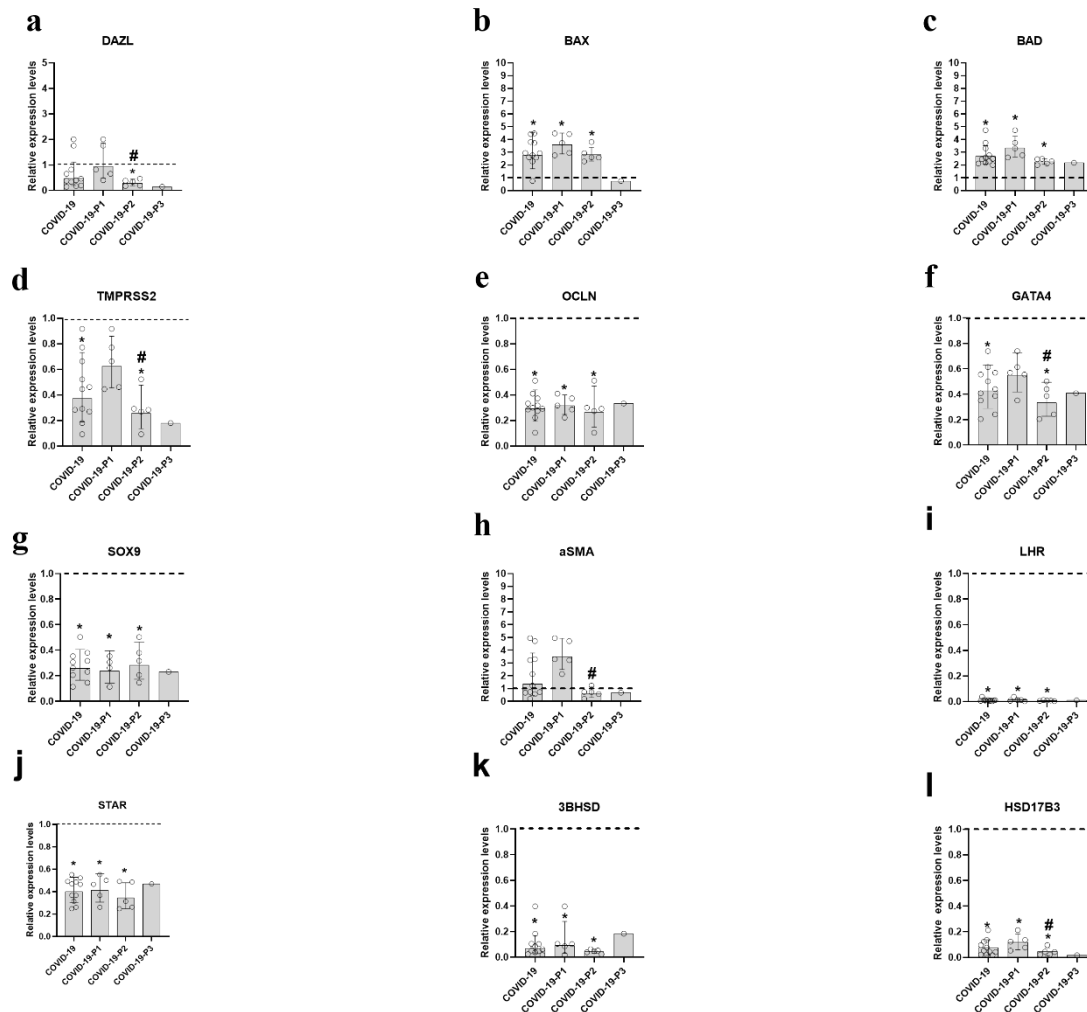 a
DAZL
Relative expression levels
5
4
3
2
1
0
#
*
COVID-19
COVID-19-P1
COVID-19-P2
COVID-19-P3
b
BAX
Relative expression levels
10
9
8
7
6
5
4
3
2
1
0
* * *
COVID-19
COVID-19-P1
COVID-19-P2
COVID-19-P3
c
BAD
Relative expression levels
10
9
8
7
6
5
4
3
2
1
0
* * *
COVID-19
COVID-19-P1
COVID-19-P2
COVID-19-P3
d
TMPRSS2
Relative expression levels
1.0
0.8
0.6
0.4
0.2
0.0
#
* *
COVID-19
COVID-19-P1
COVID-19-P2
COVID-19-P3
e
OCLN
Relative expression levels
1.0
0.8
0.6
0.4
0.2
0.0
* * *
COVID-19
COVID-19-P1
COVID-19-P2
COVID-19-P3
f
GATA4
Relative expression levels
1.0
0.8
0.6
0.4
0.2
0.0
#
* *
COVID-19
COVID-19-P1
COVID-19-P2
COVID-19-P3
g
SOX9
Relative expression levels
1.0
0.8
0.6
0.4
0.2
0.0
* * *
COVID-19
COVID-19-P1
COVID-19-P2
COVID-19-P3
h
aSMA
Relative expression levels
10
9
8
7
6
5
4
3
2
1
0
#
COVID-19
COVID-19-P1
COVID-19-P2
COVID-19-P3
i
LHR
Relative expression levels
1.0
0.8
0.6
0.4
0.2
0.0
* * *
COVID-19
COVID-19-P1
COVID-19-P2
COVID-19-P3
j
STAR
Relative expression levels
1.0
0.8
0.6
0.4
0.2
0.0
* * *
COVID-19
COVID-19-P1
COVID-19-P2
COVID-19-P3
k
3BHSD
Relative expression levels
1.0
0.8
0.6
0.4
0.2
0.0
* * *
COVID-19
COVID-19-P1
COVID-19-P2
COVID-19-P3
l
HSD17B3
Relative expression levels
1.0
0.8
0.6
0.4
0.2
0.0
#
* * *
COVID-19
COVID-19-P1
COVID-19-P2
COVID-19-P3